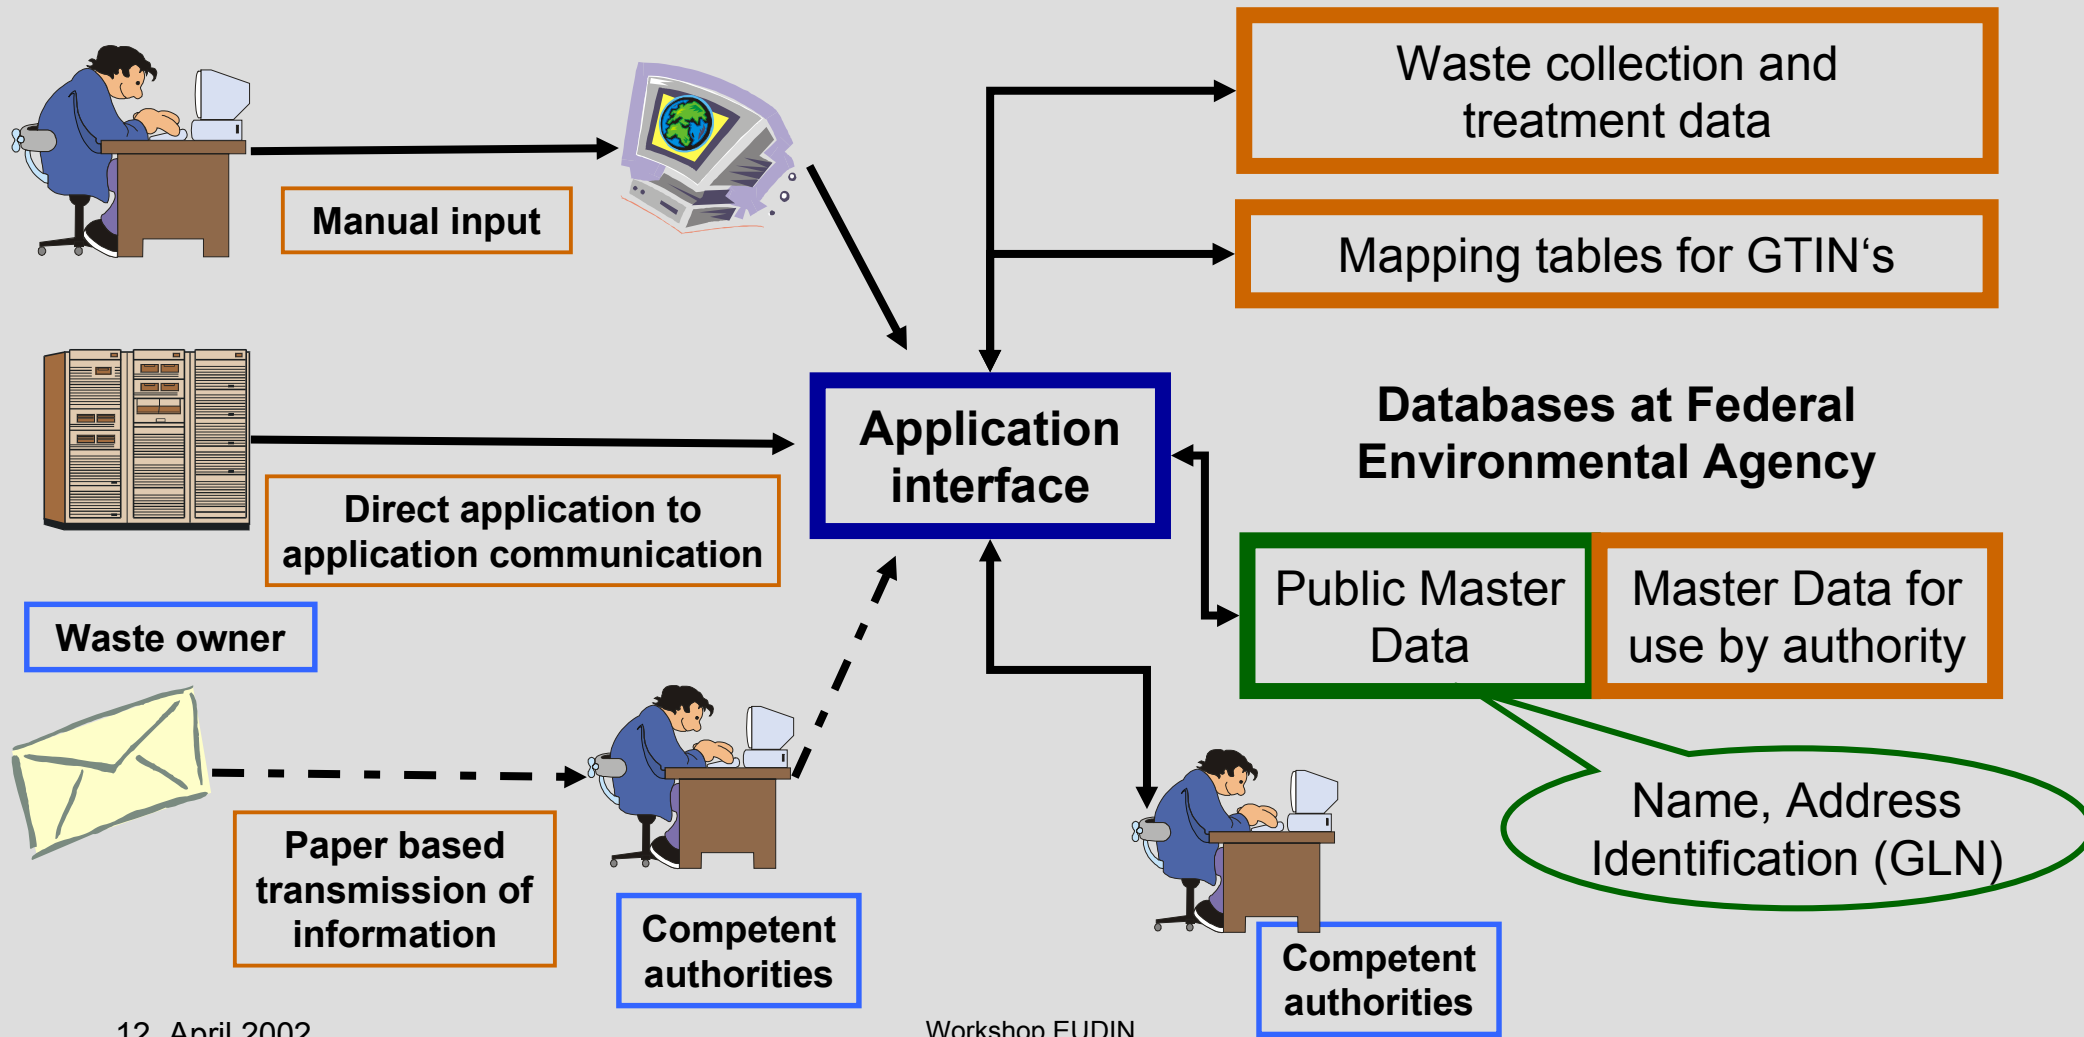 Waste collection and
treatment data
Manual input
Mapping tables for GTIN‘s
Application
interface
Databases at Federal
Environmental Agency
Direct application to
application communication
Public Master
Data
Master Data for
use by authority
Waste owner
Name, Address
Identification (GLN)
Paper based
transmission of
information
Competent
authorities
Competent
authorities
12. April 2002
Workshop EUDIN